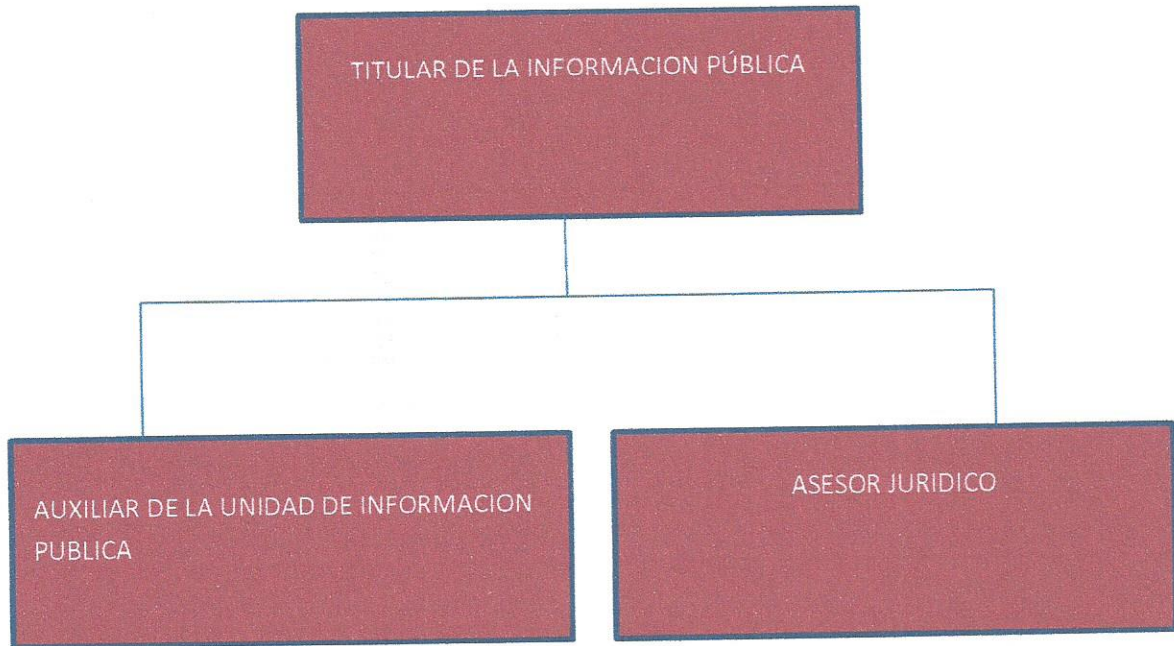 TITULAR DE LA INFORMACION PÚBLICA
AUXILIAR DE LA UNIDAD DE INFORMACION
PUBLICA
ASESOR JURIDICO